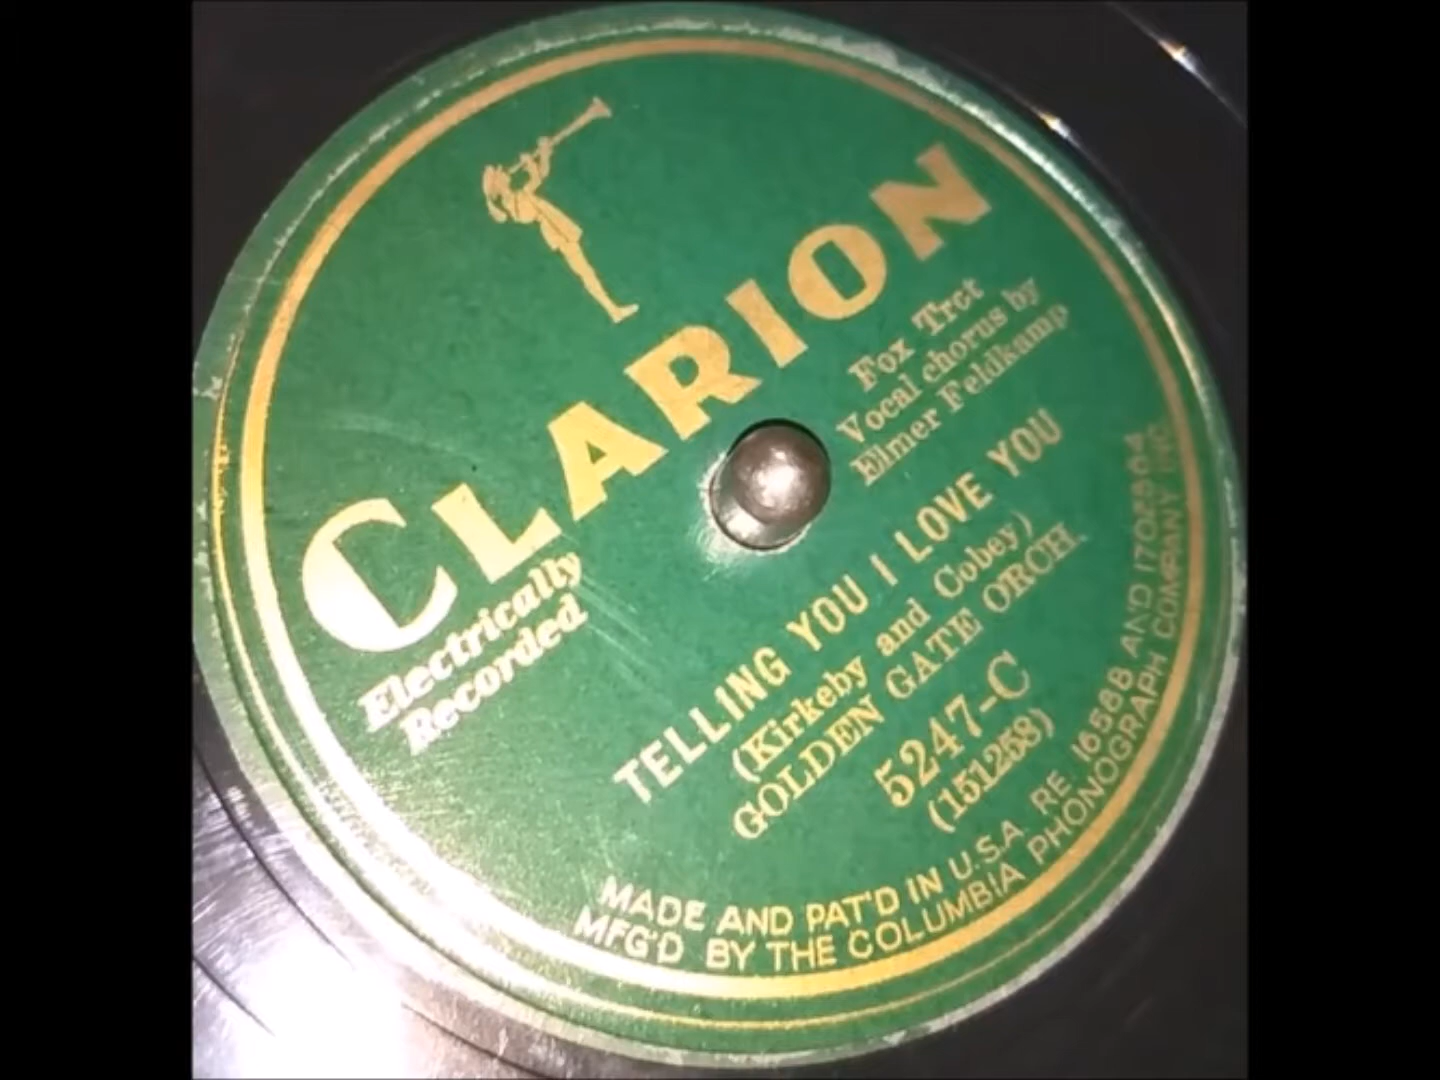 CLARION
Electrically
Recorded
Fox Trot
Vocal chorus by
Elmer Feldkamp
TELLING YOU I LOVE YOU
(Kirkeby and Cobey)
GOLDEN GATE ORCH.
5247-C
(151258)
MADE AND PAT'D IN U.S.A. RE. 16588 AND 1702564
MFG'D BY THE COLUMBIA PHONOGRAPH COMPANY INC.